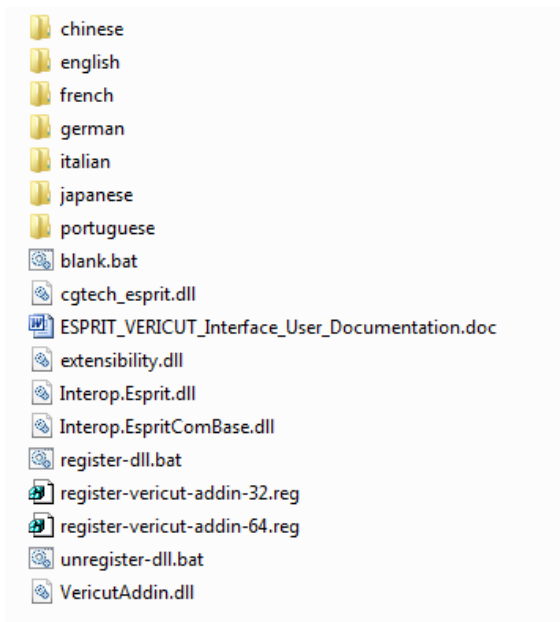 chinese
english
french
german
italian
japanese
portuguese
blank.bat
cgtech_esprit.dll
ESPRIT_VERICUT_Interface_User_Documentation.doc
extensibility.dll
Interop.Esprit.dll
Interop.EspritComBase.dll
register-dll.bat
register-vericut-addin-32.reg
register-vericut-addin-64.reg
unregister-dll.bat
VericutAddin.dll